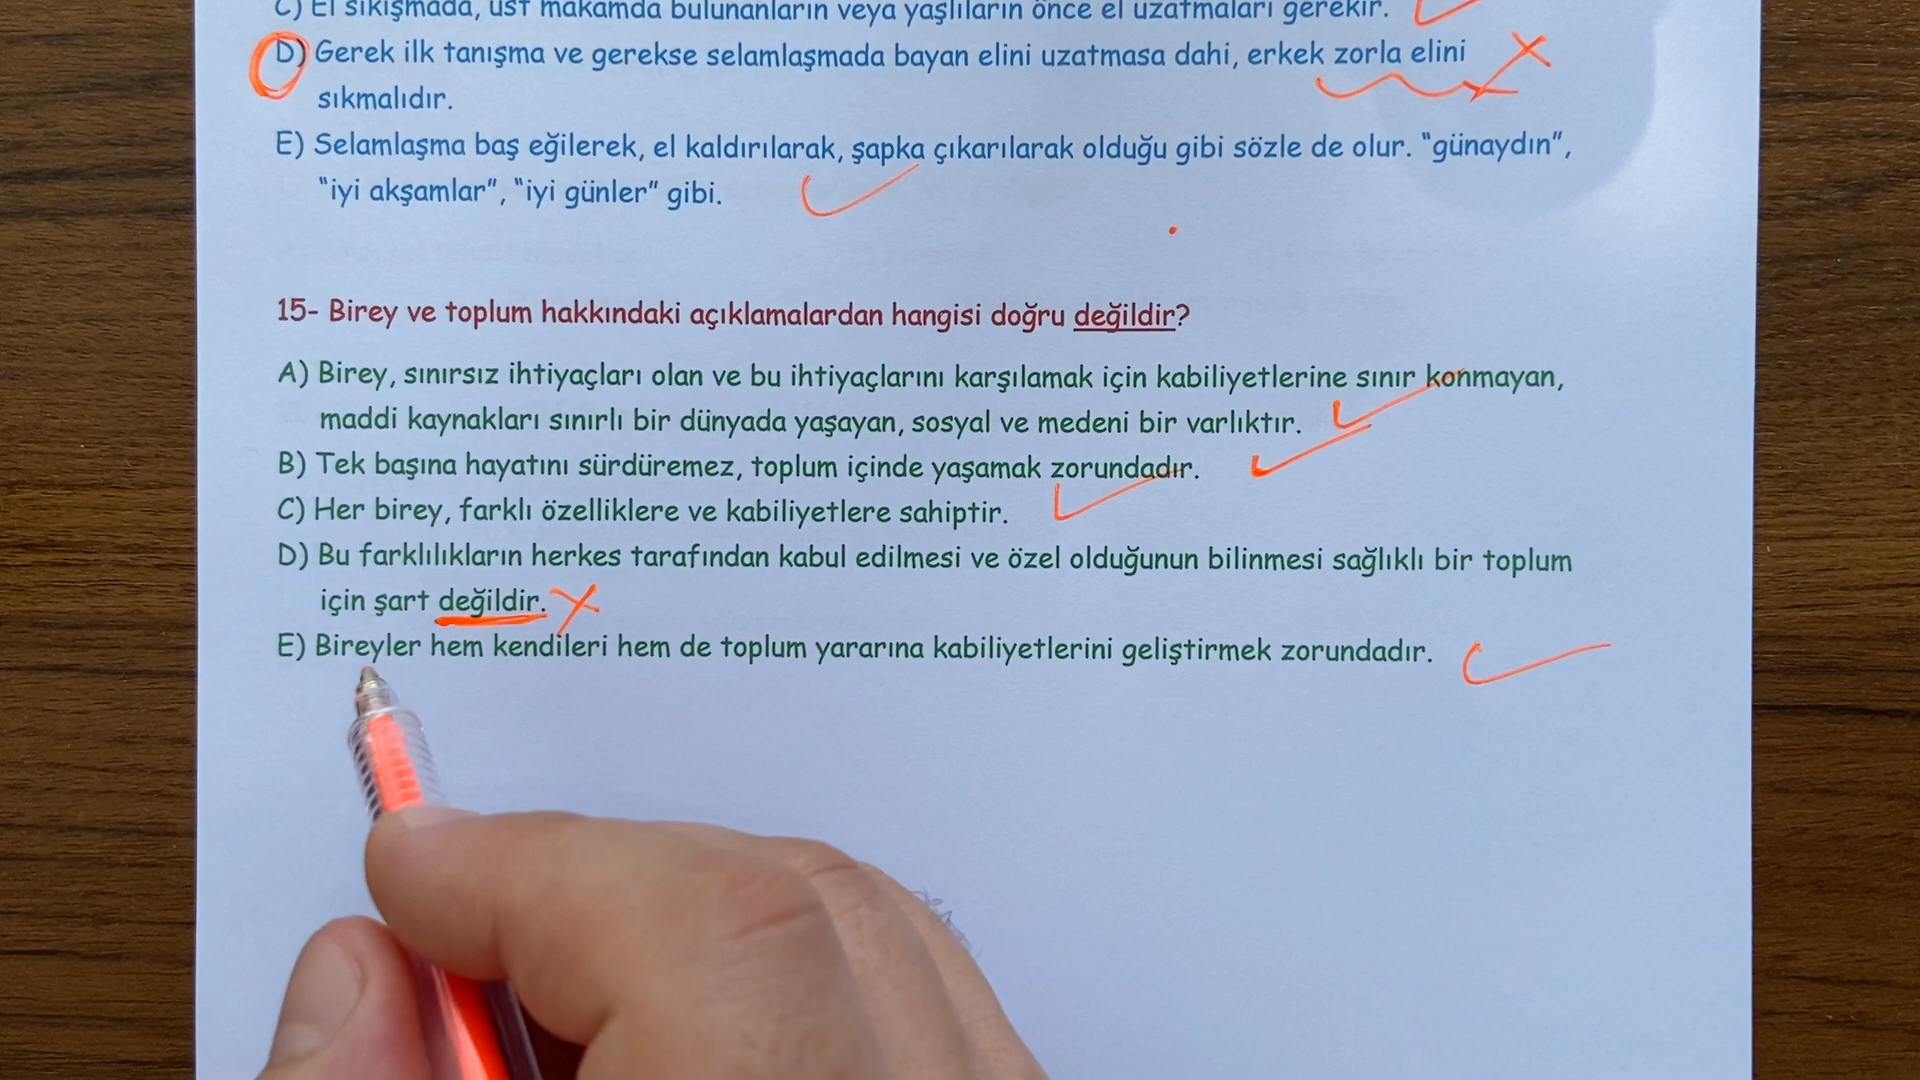 C) El sıkışmada, üst makamda bulunanların veya yaşlıların önce el uzatmaları gerekir.
D) Gerek ilk tanışma ve gerekse selamlaşmada bayan elini uzatmasa dahi, erkek zorla elini
sıkmalıdır.
E) Selamlaşma baş eğilerek, el kaldırılarak, şapka çıkarılarak olduğu gibi sözle de olur. "günaydın",
"iyi akşamlar", "iyi günler" gibi.
15- Birey ve toplum hakkındaki açıklamalardan hangisi doğru değildir?
A) Birey, sınırsız ihtiyaçları olan ve bu ihtiyaçlarını karşılamak için kabiliyetlerine sınır konmayan,
maddi kaynakları sınırlı bir dünyada yaşayan, sosyal ve medeni bir varlıktır.
B) Tek başına hayatını sürdüremez, toplum içinde yaşamak zorundadır.
C) Her birey, farklı özelliklere ve kabiliyetlere sahiptir.
D) Bu farklılıkların herkes tarafından kabul edilmesi ve özel olduğunun bilinmesi sağlıklı bir toplum
için şart değildir.
E) Bireyler hem kendileri hem de toplum yararına kabiliyetlerini geliştirmek zorundadır.